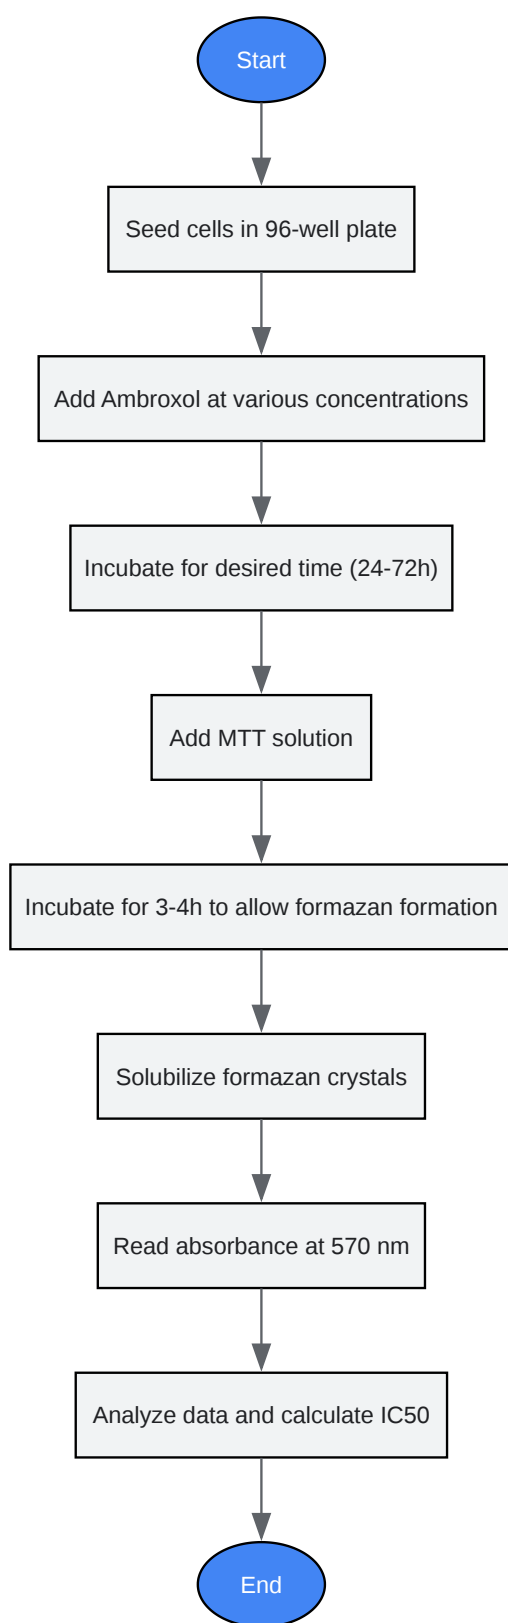 Start
Seed cells in 96-well plate
Add Ambroxol at various concentrations
Incubate for desired time (24-72h)
Add MTT solution
Incubate for 3-4h to allow formazan formation
Solubilize formazan crystals
Read absorbance at 570 nm
Analyze data and calculate IC50
End